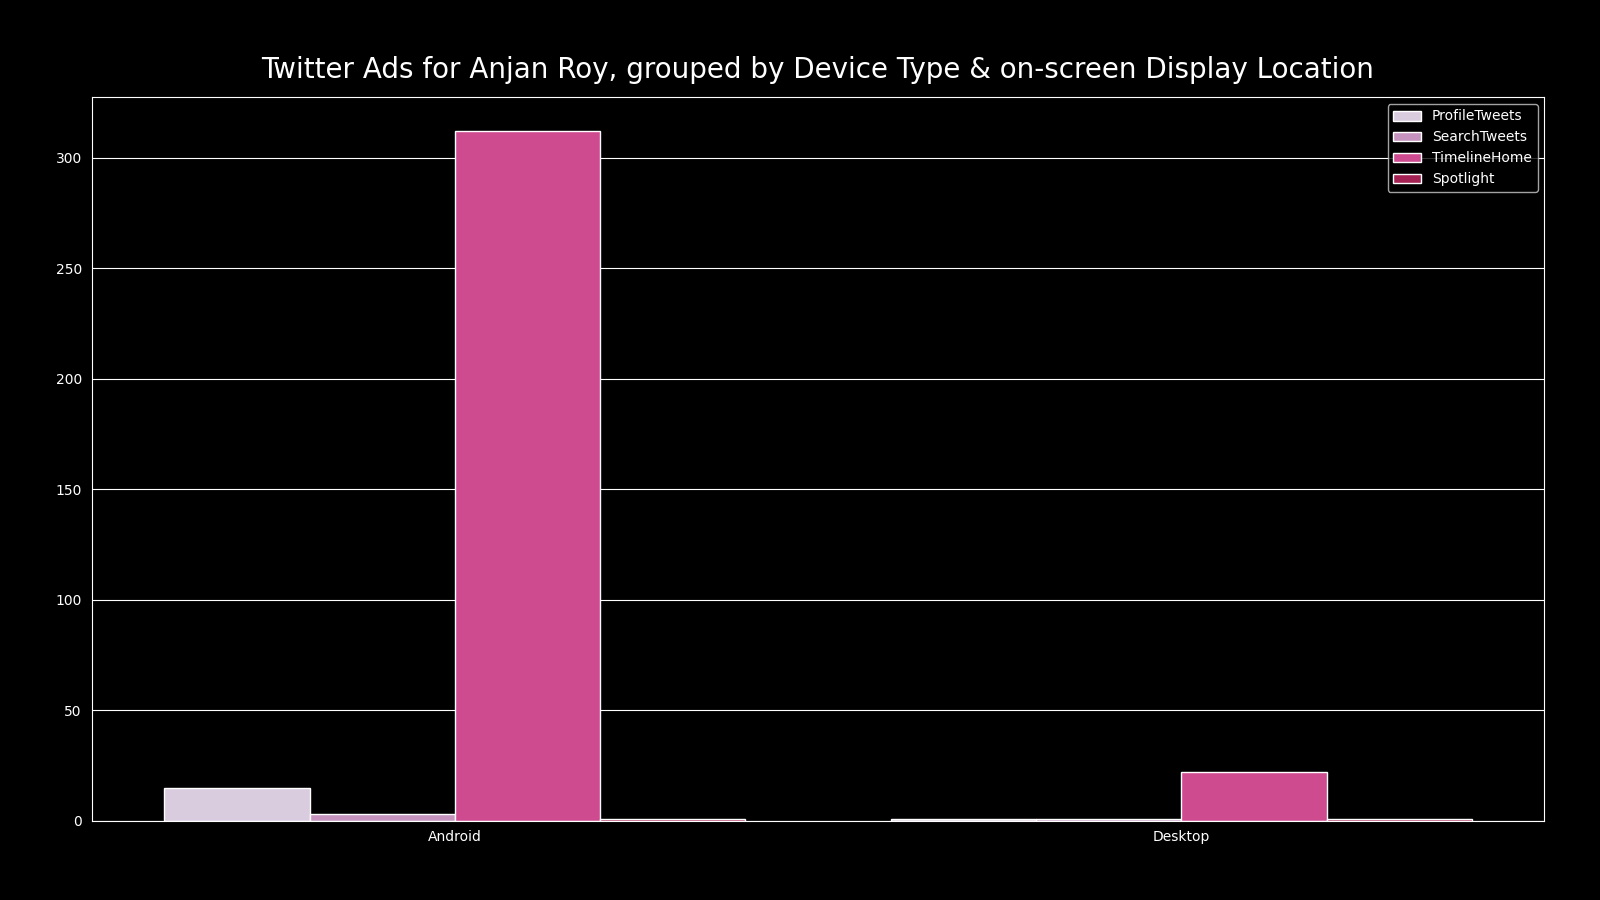 Twitter Ads for Anjan Roy, grouped by Device Type & on-screen Display Location
ProfileTweets
SearchTweets
TimelineHome
Spotlight
300
250
200
150
100
50
0
Android
Desktop